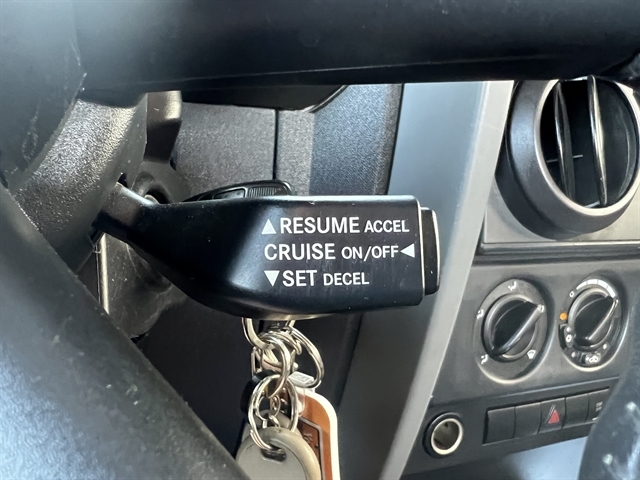 ▲RESUME ACCEL
CRUISE ON/OFF◀
▼SET DECEL